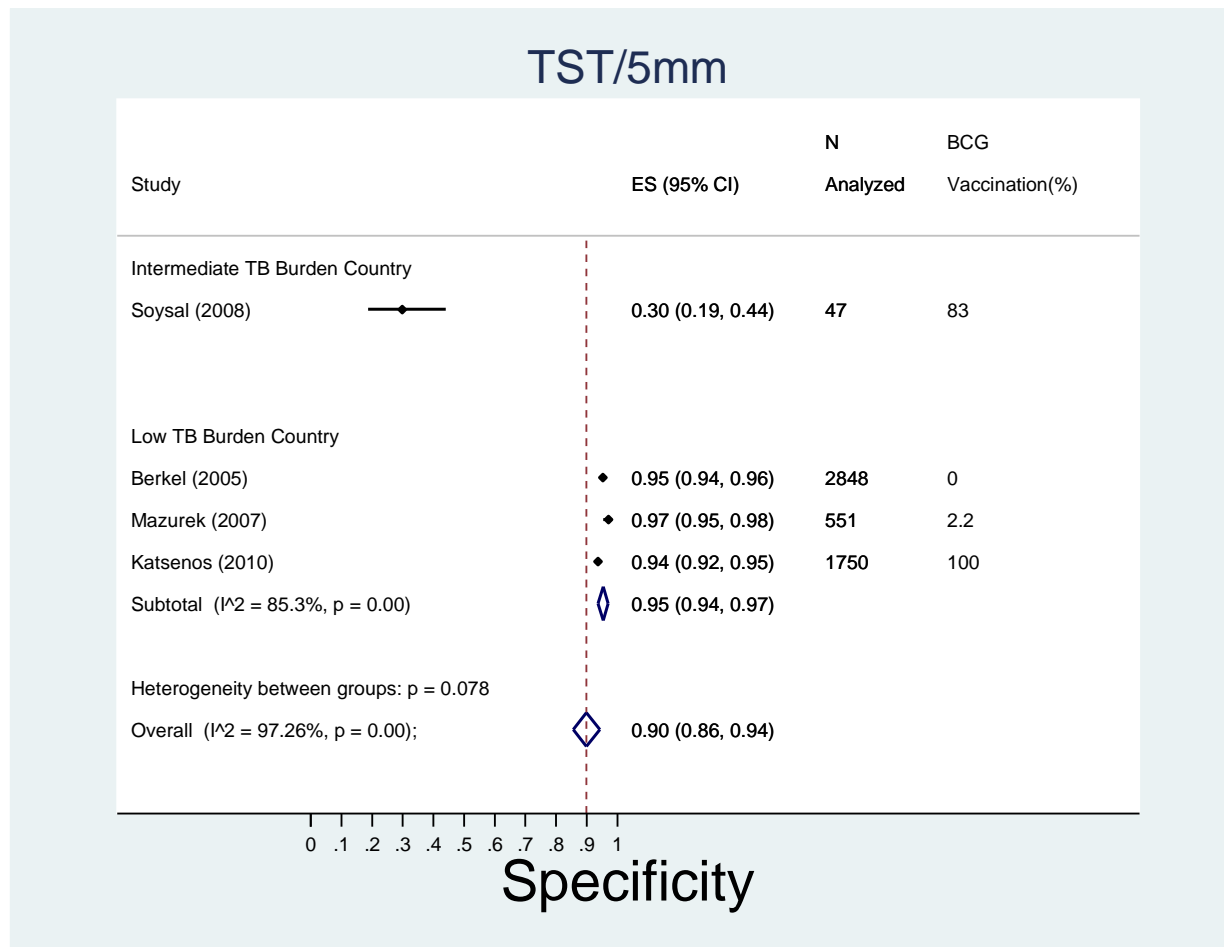 TST/5mm
N BCG
Study ES (95% CI) Analyzed Vaccination(%)
Intermediate TB Burden Country
Soysal (2008) 0.30 (0.19, 0.44) 47 83
Low TB Burden Country
Berkel (2005) 0.95 (0.94, 0.96) 2848 0
Mazurek (2007) 0.97 (0.95, 0.98) 551 2.2
Katsenos (2010) 0.94 (0.92, 0.95) 1750 100
Subtotal (I^2 = 85.3%, p = 0.00) 0.95 (0.94, 0.97)
Heterogeneity between groups: p = 0.078
Overall (I^2 = 97.26%, p = 0.00); 0.90 (0.86, 0.94)
0 .1 .2 .3 .4 .5 .6 .7 .8 .9 1
Specificity